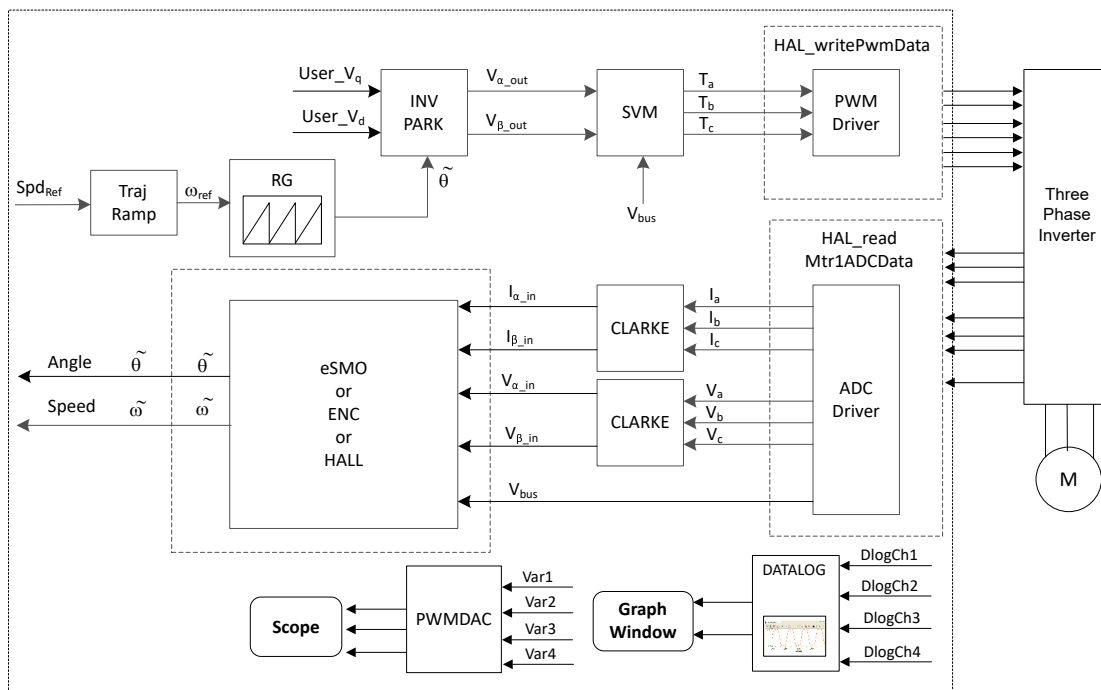 HAL_writePwmData
User_Vq
User_Vd
INV
PARK
Vα_out
Vβ_out
SVM
Ta
Tb
Tc
PWM
Driver
SpdRef
Traj
Ramp
ωref
RG
θ̃
Vbus
Three
Phase
Inverter
HAL_read
Mtr1ADCData
Iα_in
Iβ_in
CLARKE
Ia
Ib
Ic
Vα_in
Vβ_in
CLARKE
Va
Vb
Vc
ADC
Driver
Angle
θ̃
θ̃
Speed
ω̃
ω̃
eSMO
or
ENC
or
HALL
Vbus
M
Scope
PWMDAC
Var1
Var2
Var3
Var4
Graph
Window
DATALOG
DlogCh1
DlogCh2
DlogCh3
DlogCh4